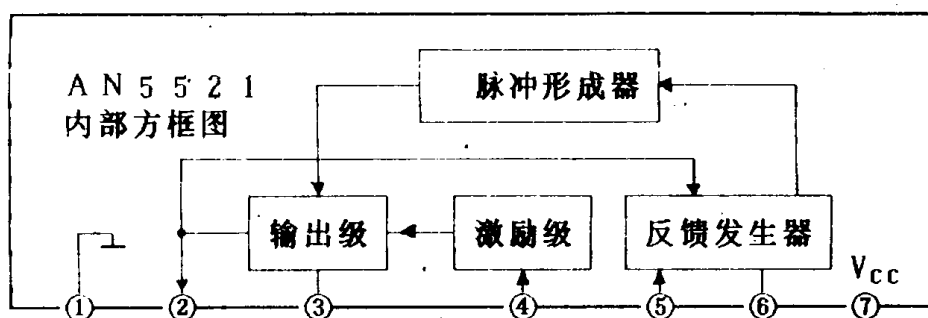 AN5521
内部方框图
脉冲形成器
输出级
激励级
反馈发生器
Vcc
① ② ③ ④ ⑤ ⑥ ⑦